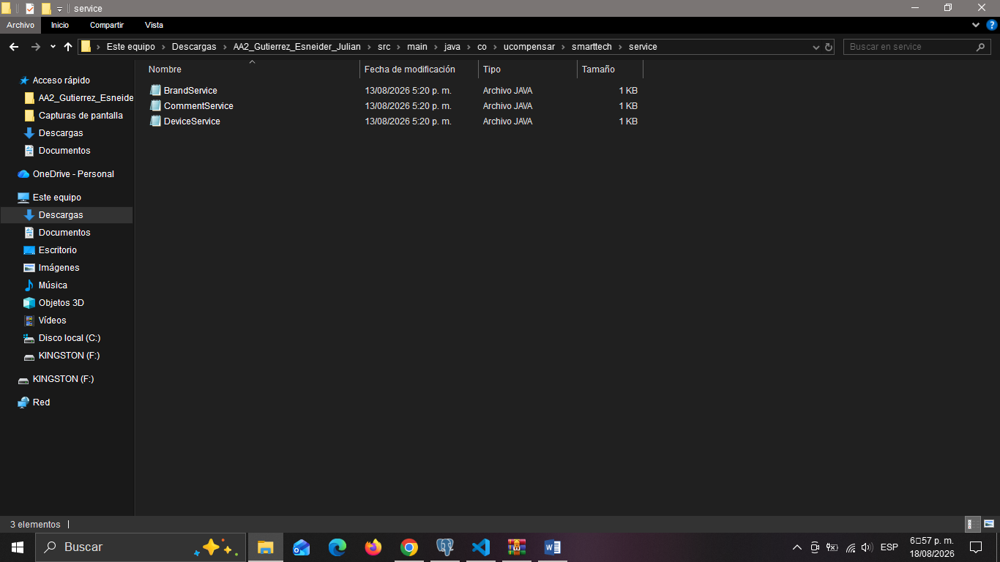 service
Archivo Inicio Compartir Vista
Este equipo Descargas AA2_Gutierrez_Esneider_Julian src main java co ucompensar smarttech service
Buscar en service
Nombre Fecha de modificación Tipo Tamaño
BrandService 13/08/2026 5:20 p. m. Archivo JAVA 1 KB
CommentService 13/08/2026 5:20 p. m. Archivo JAVA 1 KB
DeviceService 13/08/2026 5:20 p. m. Archivo JAVA 1 KB
Acceso rápido
AA2_Gutierrez_Esneide
Capturas de pantalla
Descargas
Documentos
OneDrive - Personal
Este equipo
Descargas
Documentos
Escritorio
Imágenes
Música
Objetos 3D
Vídeos
Disco local (C:)
KINGSTON (F:)
KINGSTON (F:)
Red
3 elementos
Buscar
ESP
6□57 p. m.
18/08/2026